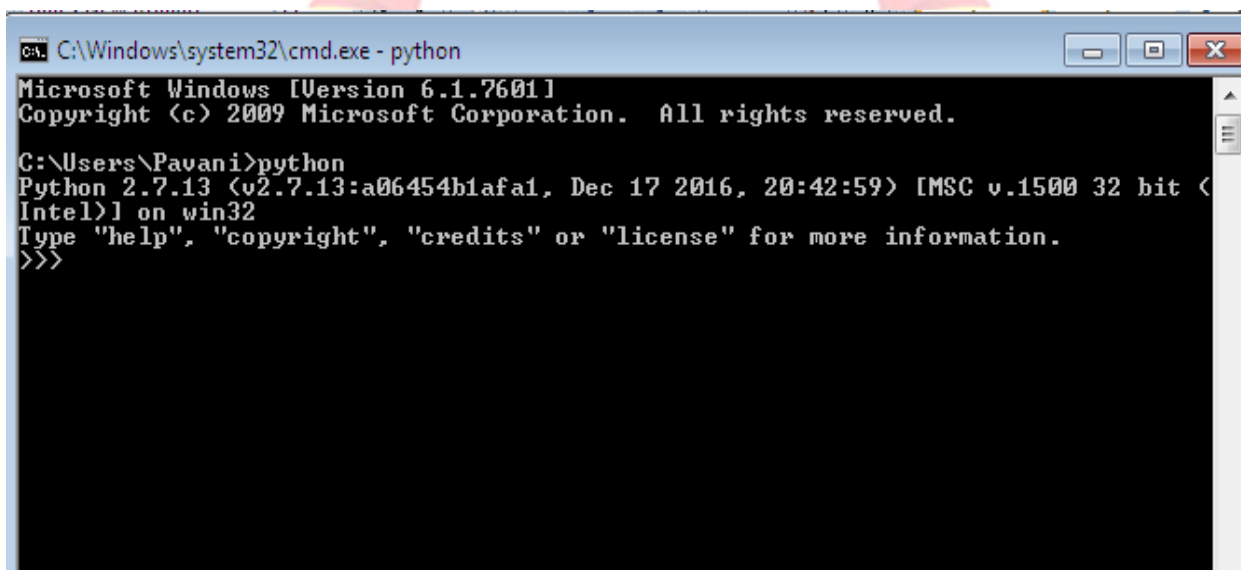 C:\Windows\system32\cmd.exe - python
Microsoft Windows [Version 6.1.7601]
Copyright (c) 2009 Microsoft Corporation.  All rights reserved.
C:\Users\Pavani>python
Python 2.7.13 (v2.7.13:a06454b1afa1, Dec 17 2016, 20:42:59) [MSC v.1500 32 bit (
Intel)] on win32
Type "help", "copyright", "credits" or "license" for more information.
>>>